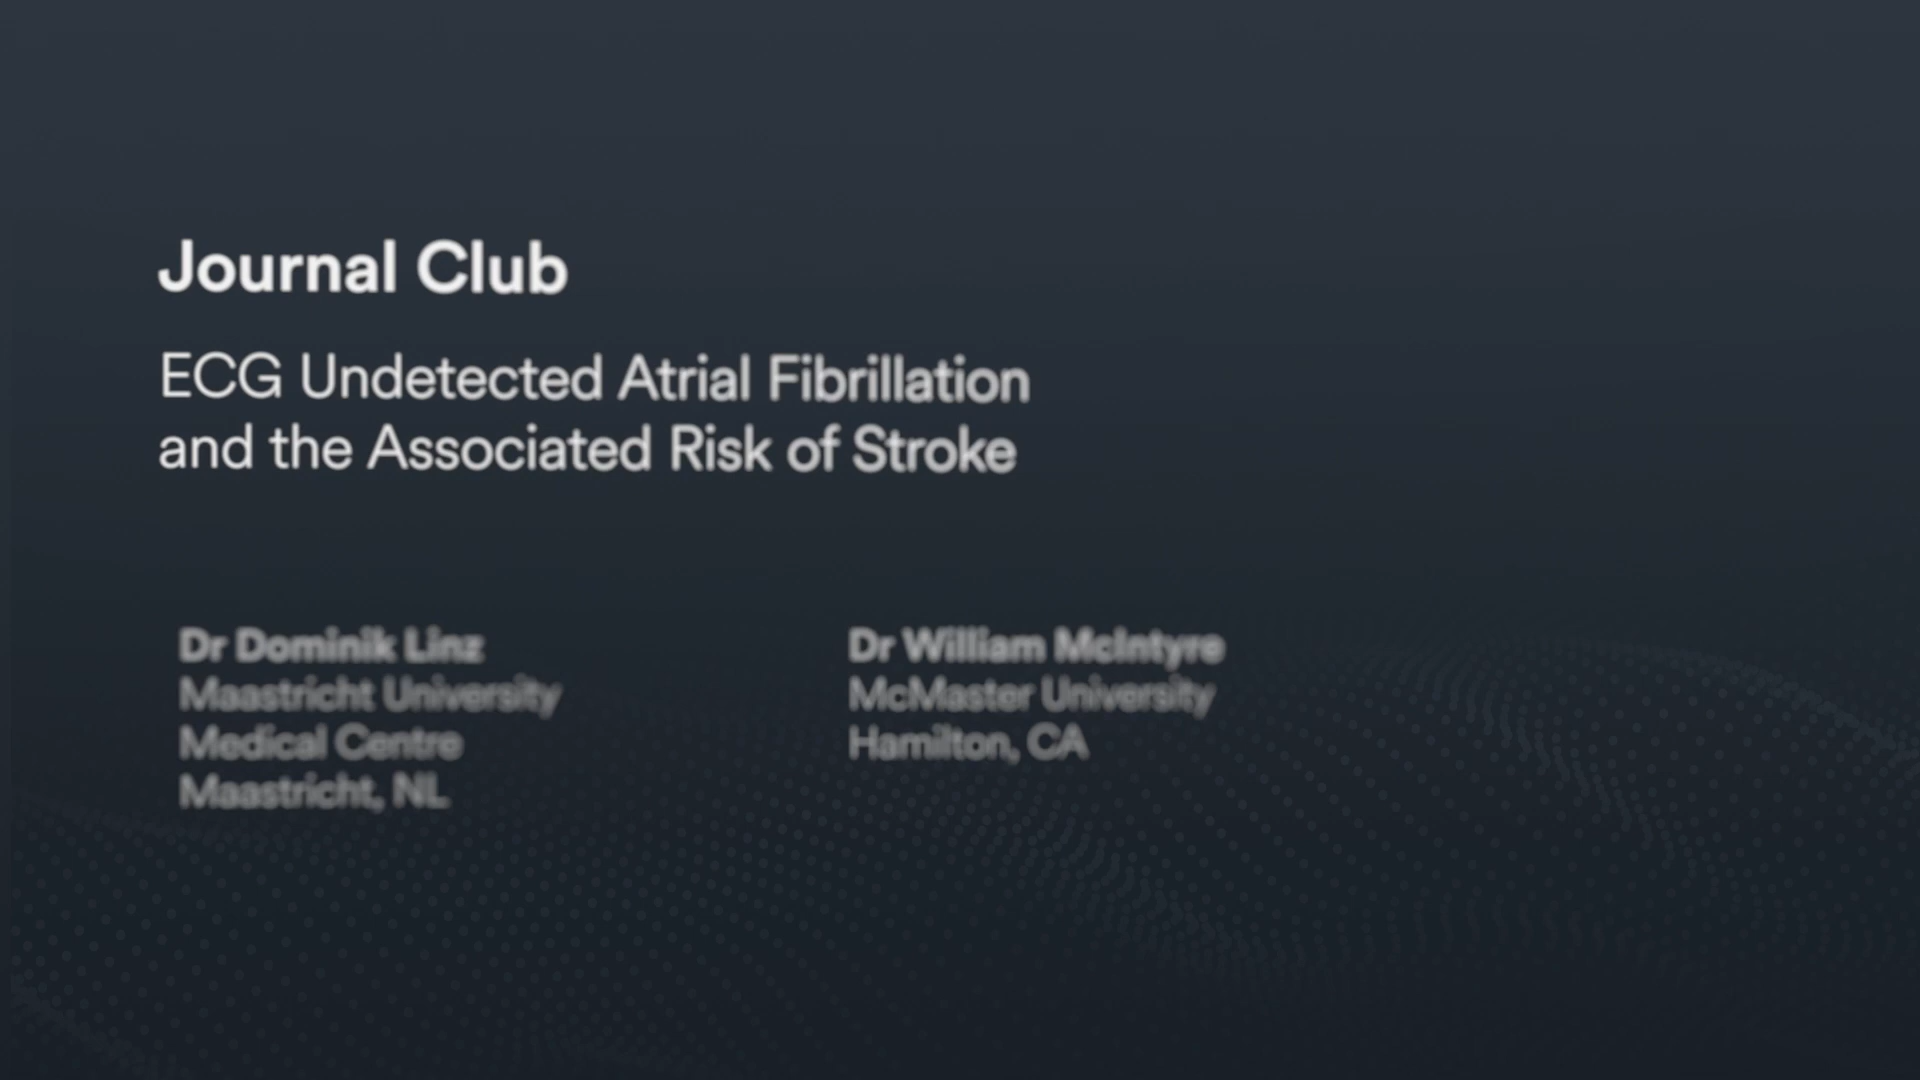 Journal Club
ECG Undetected Atrial Fibrillation
and the Associated Risk of Stroke
Dr Dominik Linz
Maastricht University
Medical Centre
Maastricht, NL
Dr William McIntyre
McMaster University
Hamilton, CA